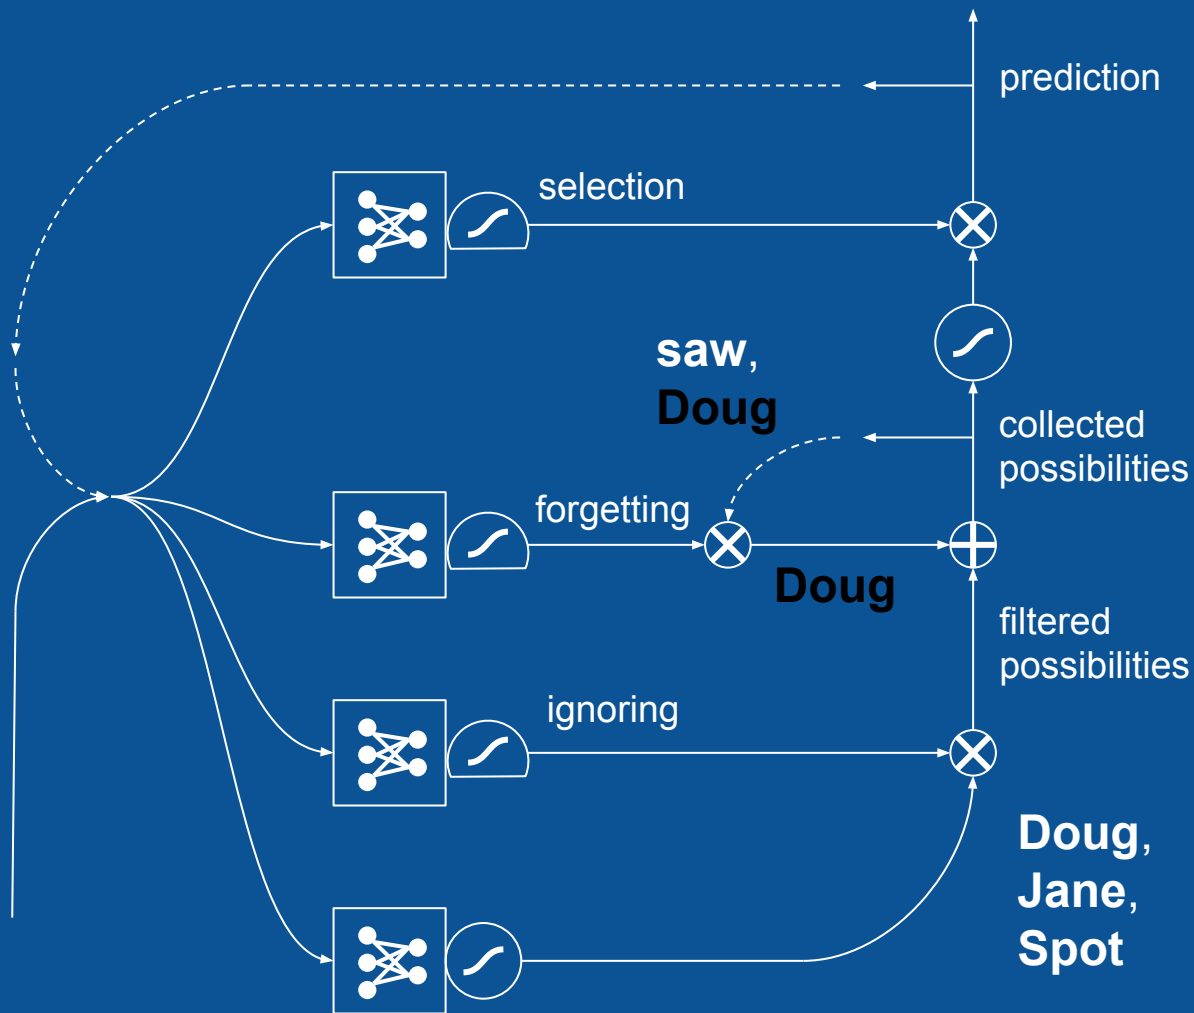 prediction
selection
saw,
Doug
collected
possibilities
forgetting
Doug
filtered
possibilities
ignoring
Doug,
Jane,
Spot